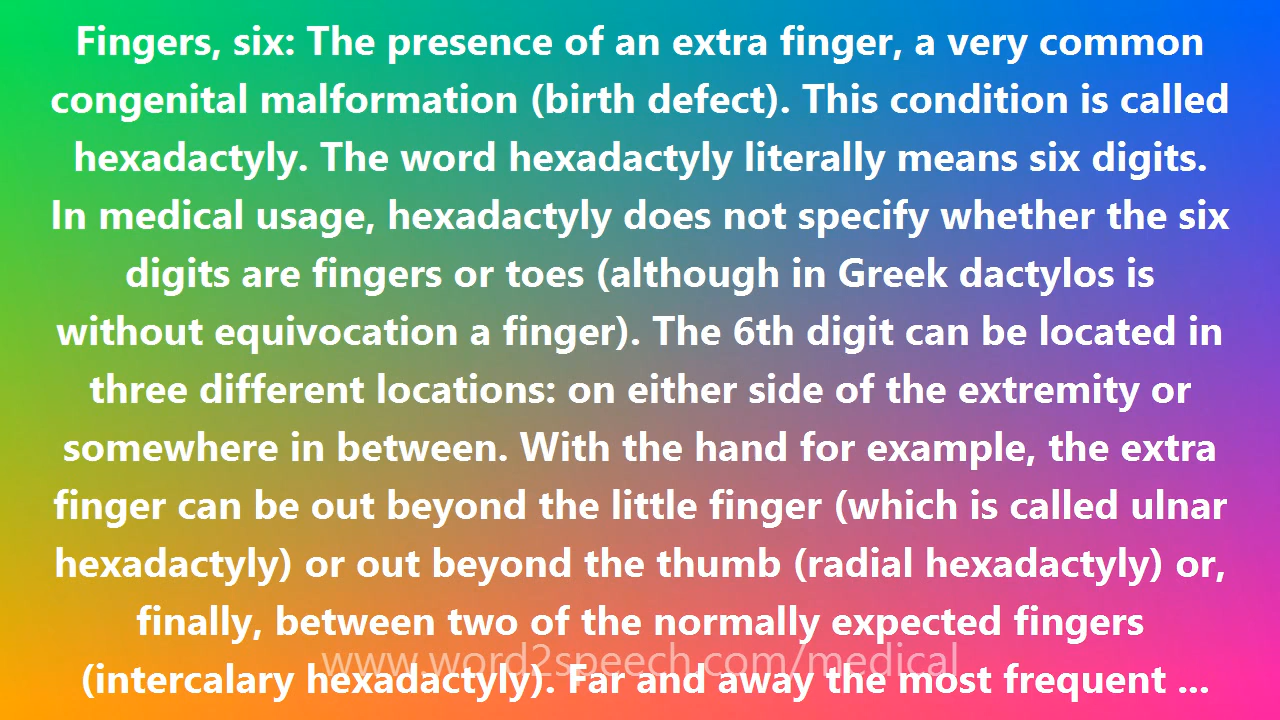 Fingers, six: The presence of an extra finger, a very common
congenital malformation (birth defect). This condition is called
hexadactyly. The word hexadactyly literally means six digits.
In medical usage, hexadactyly does not specify whether the six
digits are fingers or toes (although in Greek dactylos is
without equivocation a finger). The 6th digit can be located in
three different locations: on either side of the extremity or
somewhere in between. With the hand for example, the extra
finger can be out beyond the little finger (which is called ulnar
hexadactyly) or out beyond the thumb (radial hexadactyly) or,
finally, between two of the normally expected fingers
www.word2speech.com/medical
(intercalary hexadactyly). Far and away the most frequent ...